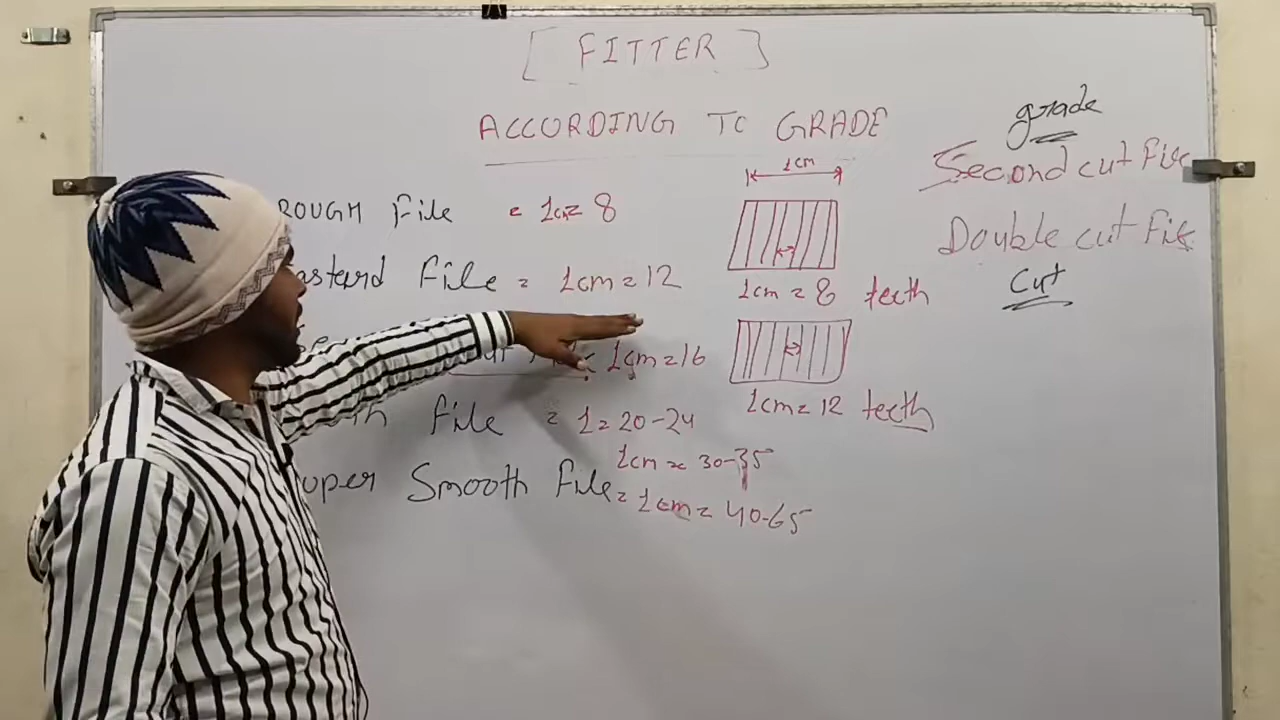 [ FITTER ]
ACCORDING TO GRADE
ROUGH File = 1cm= 8
astard File = 1cm = 12
1cm = 16
File = 1 = 20-24
1cm = 30-35
uper Smooth File = 1cm = 40-65
1cm
1cm = 8 teeth
1cm = 12 teeth
grade
Second cut File
Double cut File
Cut